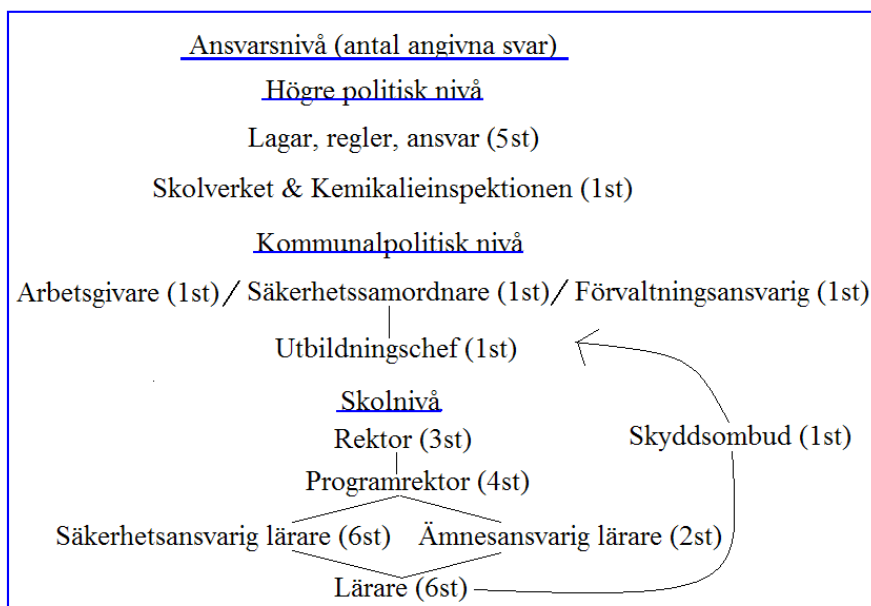 Ansvarsnivå (antal angivna svar)
Högre politisk nivå
Lagar, regler, ansvar (5st)
Skolverket & Kemikalieinspektionen (1st)
Kommunalpolitisk nivå
Arbetsgivare (1st) / Säkerhetssamordnare (1st) / Förvaltningsansvarig (1st)
Utbildningschef (1st)
Skolnivå
Rektor (3st)
Skyddsombud (1st)
Programrektor (4st)
Säkerhetsansvarig lärare (6st) Ämnesansvarig lärare (2st)
Lärare (6st)